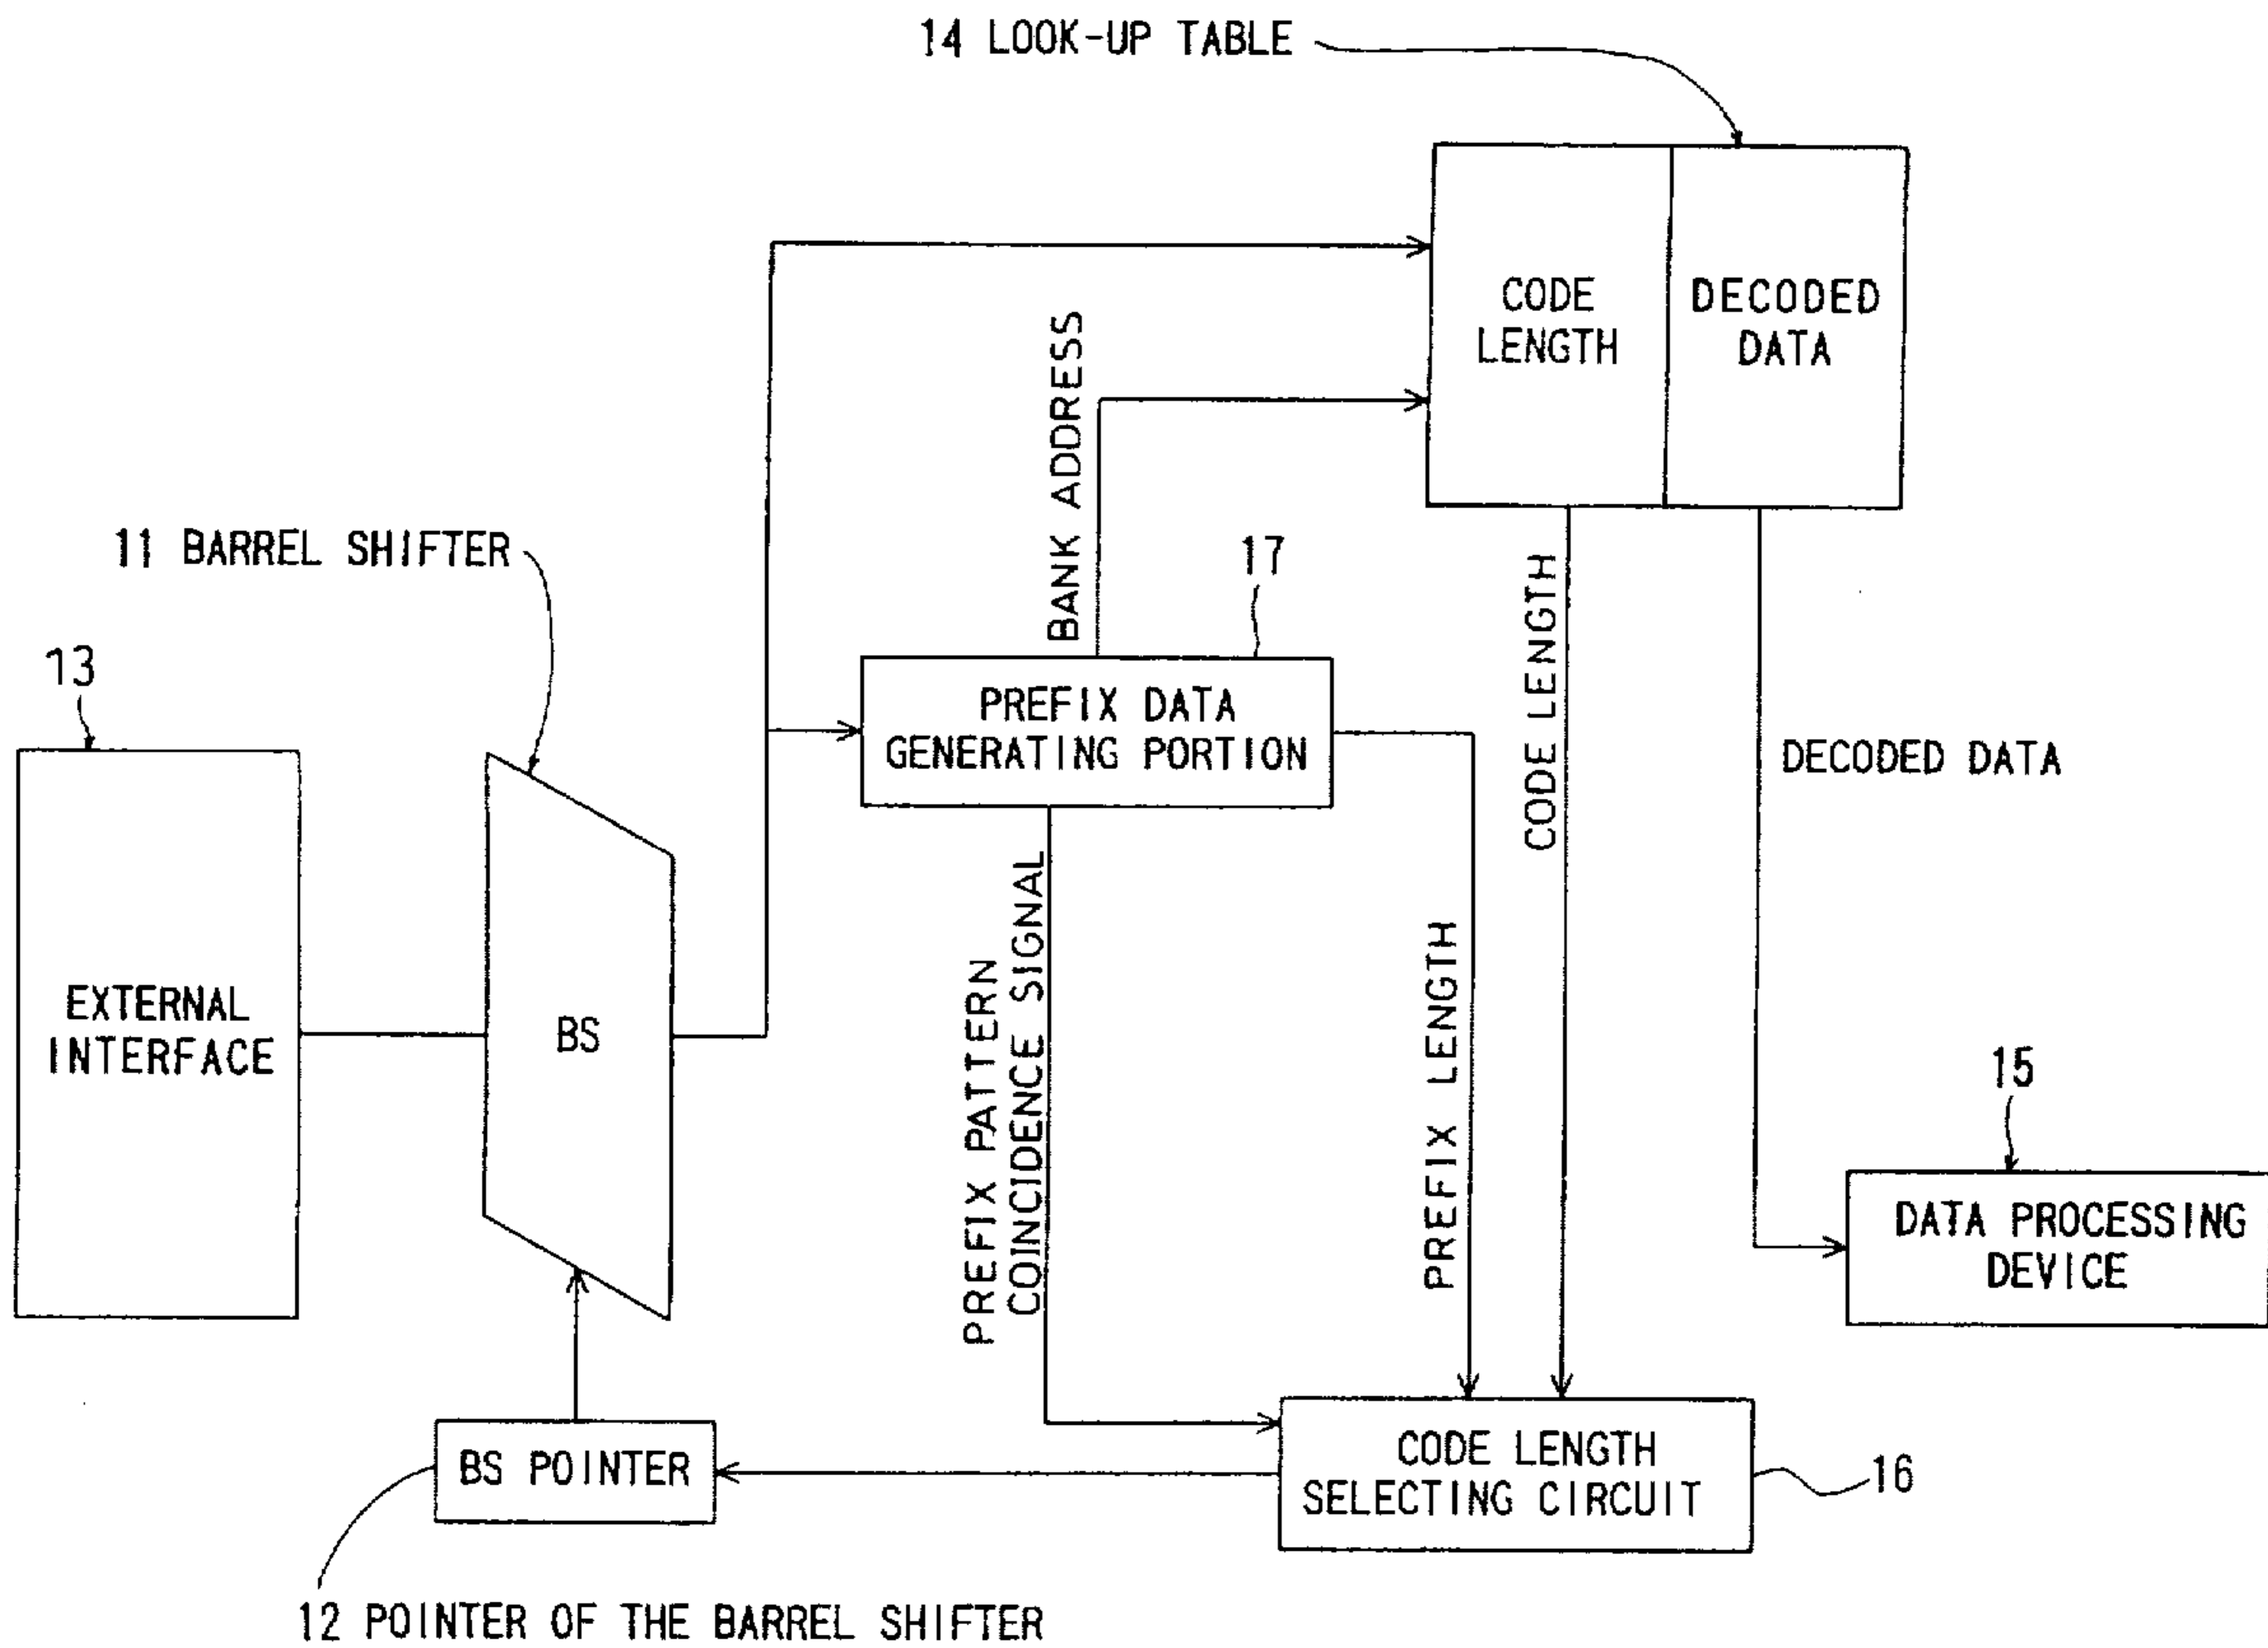 14 LOOK-UP TABLE
CODE
LENGTH
DECODED
DATA
BANK ADDRESS
11 BARREL SHIFTER
17
CODE LENGTH
13
PREFIX DATA
GENERATING PORTION
DECODED DATA
EXTERNAL
INTERFACE
BS
PREFIX PATTERN
COINCIDENCE SIGNAL
PREFIX LENGTH
15
DATA PROCESSING
DEVICE
BS POINTER
CODE LENGTH
SELECTING CIRCUIT
16
12 POINTER OF THE BARREL SHIFTER